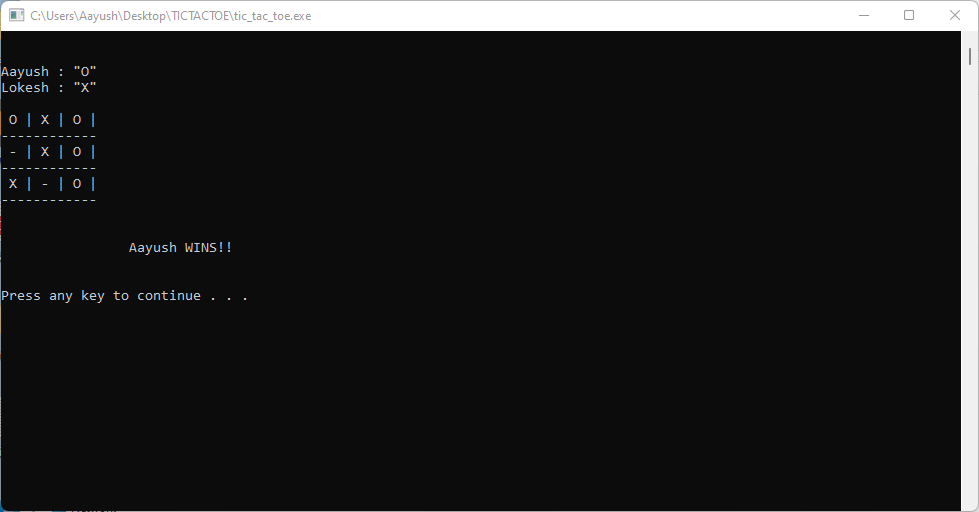 C:\Users\Aayush\Desktop\TICTACTOE\tic_tac_toe.exe
Aayush : "O"
Lokesh : "X"
 O | X | O |
------------
 - | X | O |
------------
 X | - | O |
------------
Aayush WINS!!
Press any key to continue . . .